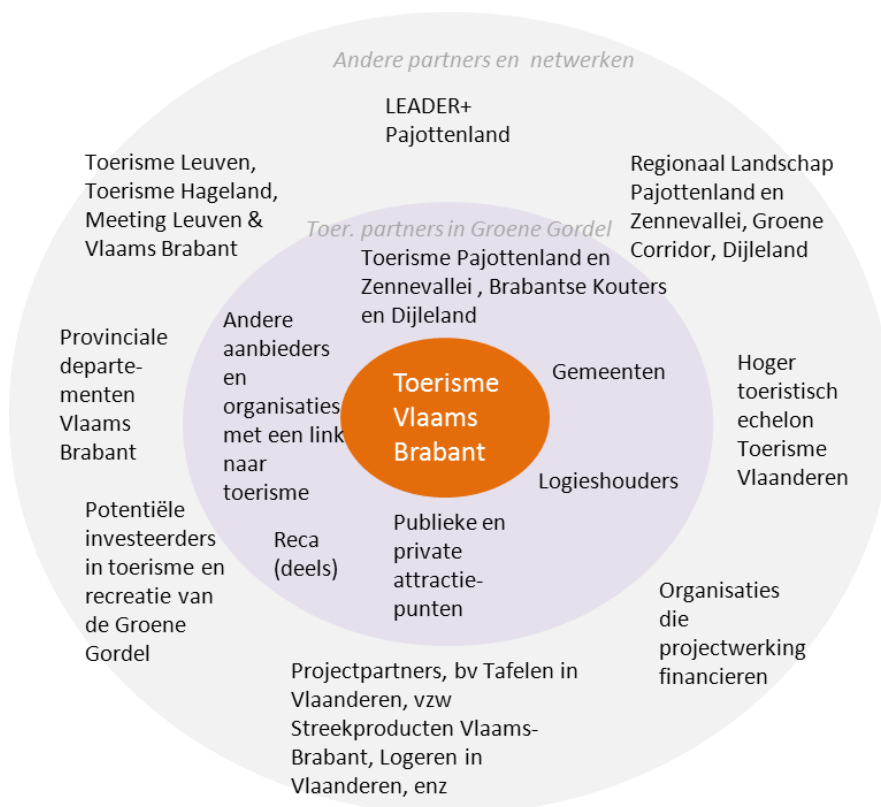 Andere partners en netwerken
LEADER+
Pajottenland
Toerisme Leuven,
Toerisme Hageland,
Meeting Leuven &
Vlaams Brabant
Regionaal Landschap
Pajottenland en
Zennevallei, Groene
Corridor, Dijleland
Toer. partners in Groene Gordel
Toerisme Pajottenland en
Zennevallei , Brabantse Kouters
en Dijleland
Andere
aanbieders
en
organisaties
met een link
naar
toerisme
Provinciale
departe-
menten
Vlaams
Brabant
Toerisme
Vlaams
Brabant
Gemeenten
Hoger
toeristisch
echelon
Toerisme
Vlaanderen
Logieshouders
Potentiële
investeerders
in toerisme en
recreatie van
de Groene
Gordel
Reca
(deels)
Publieke en
private
attractie-
punten
Organisaties
die
projectwerking
financieren
Projectpartners, bv Tafelen in
Vlaanderen, vzw
Streekproducten Vlaams-
Brabant, Logeren in
Vlaanderen, enz